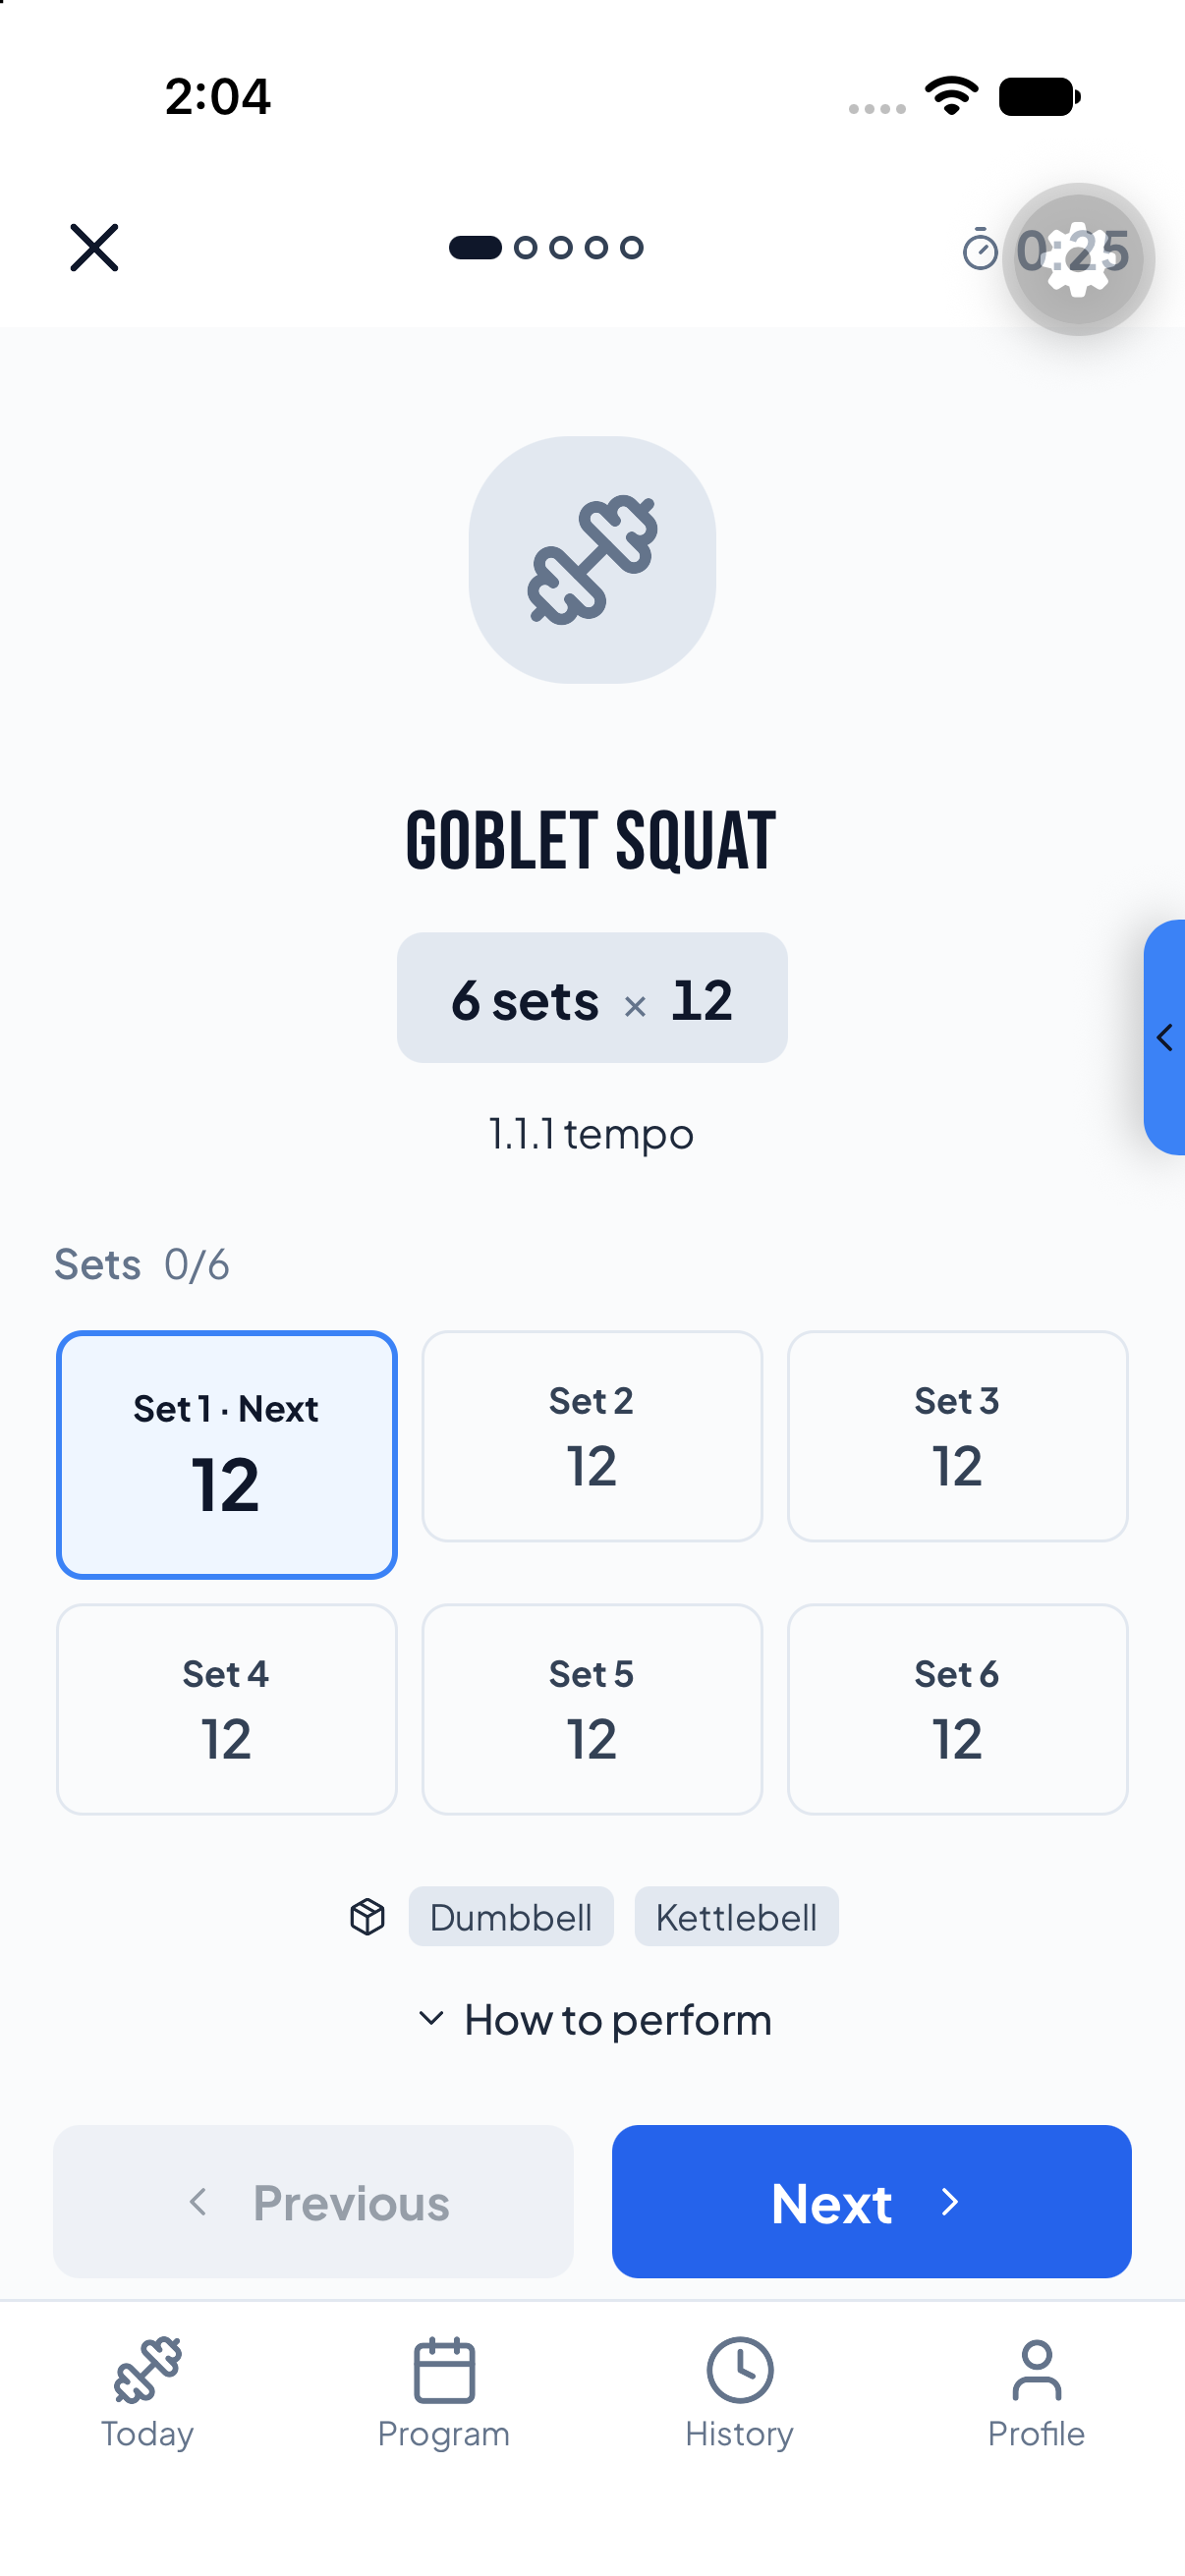 2:04
0:25
GOBLET SQUAT
6 sets × 12
1.1.1 tempo
Sets 0/6
Set 1 · Next
12
Set 2
12
Set 3
12
Set 4
12
Set 5
12
Set 6
12
Dumbbell Kettlebell
How to perform
Previous
Next
Today Program History Profile